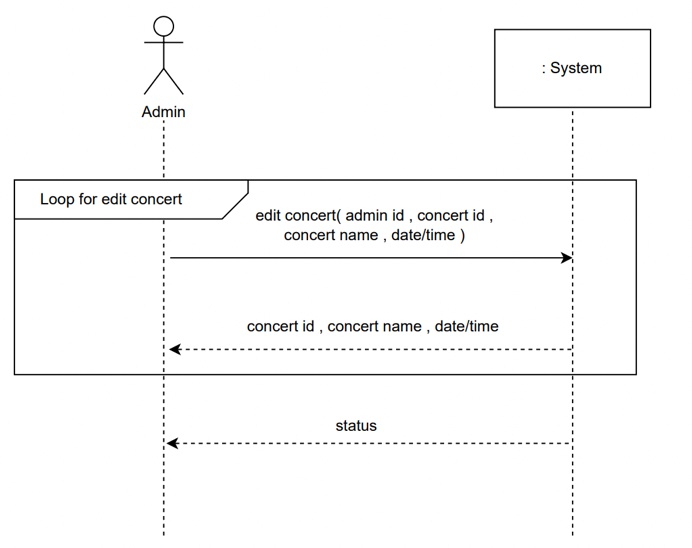 Admin
: System
Loop for edit concert
edit concert( admin id , concert id ,
concert name , date/time )
concert id , concert name , date/time
status